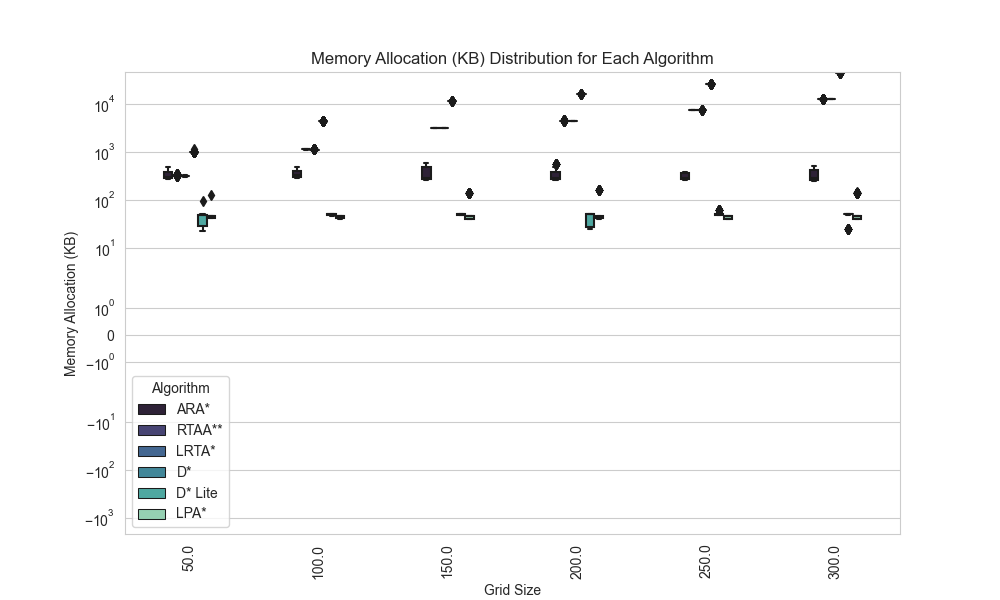 Memory Allocation (KB) Distribution for Each Algorithm
Memory Allocation (KB)
10^4
10^3
10^2
10^1
10^0
0
−10^0
−10^1
−10^2
−10^3
Algorithm
ARA*
RTAA**
LRTA*
D*
D* Lite
LPA*
50.0
100.0
150.0
200.0
250.0
300.0
Grid Size